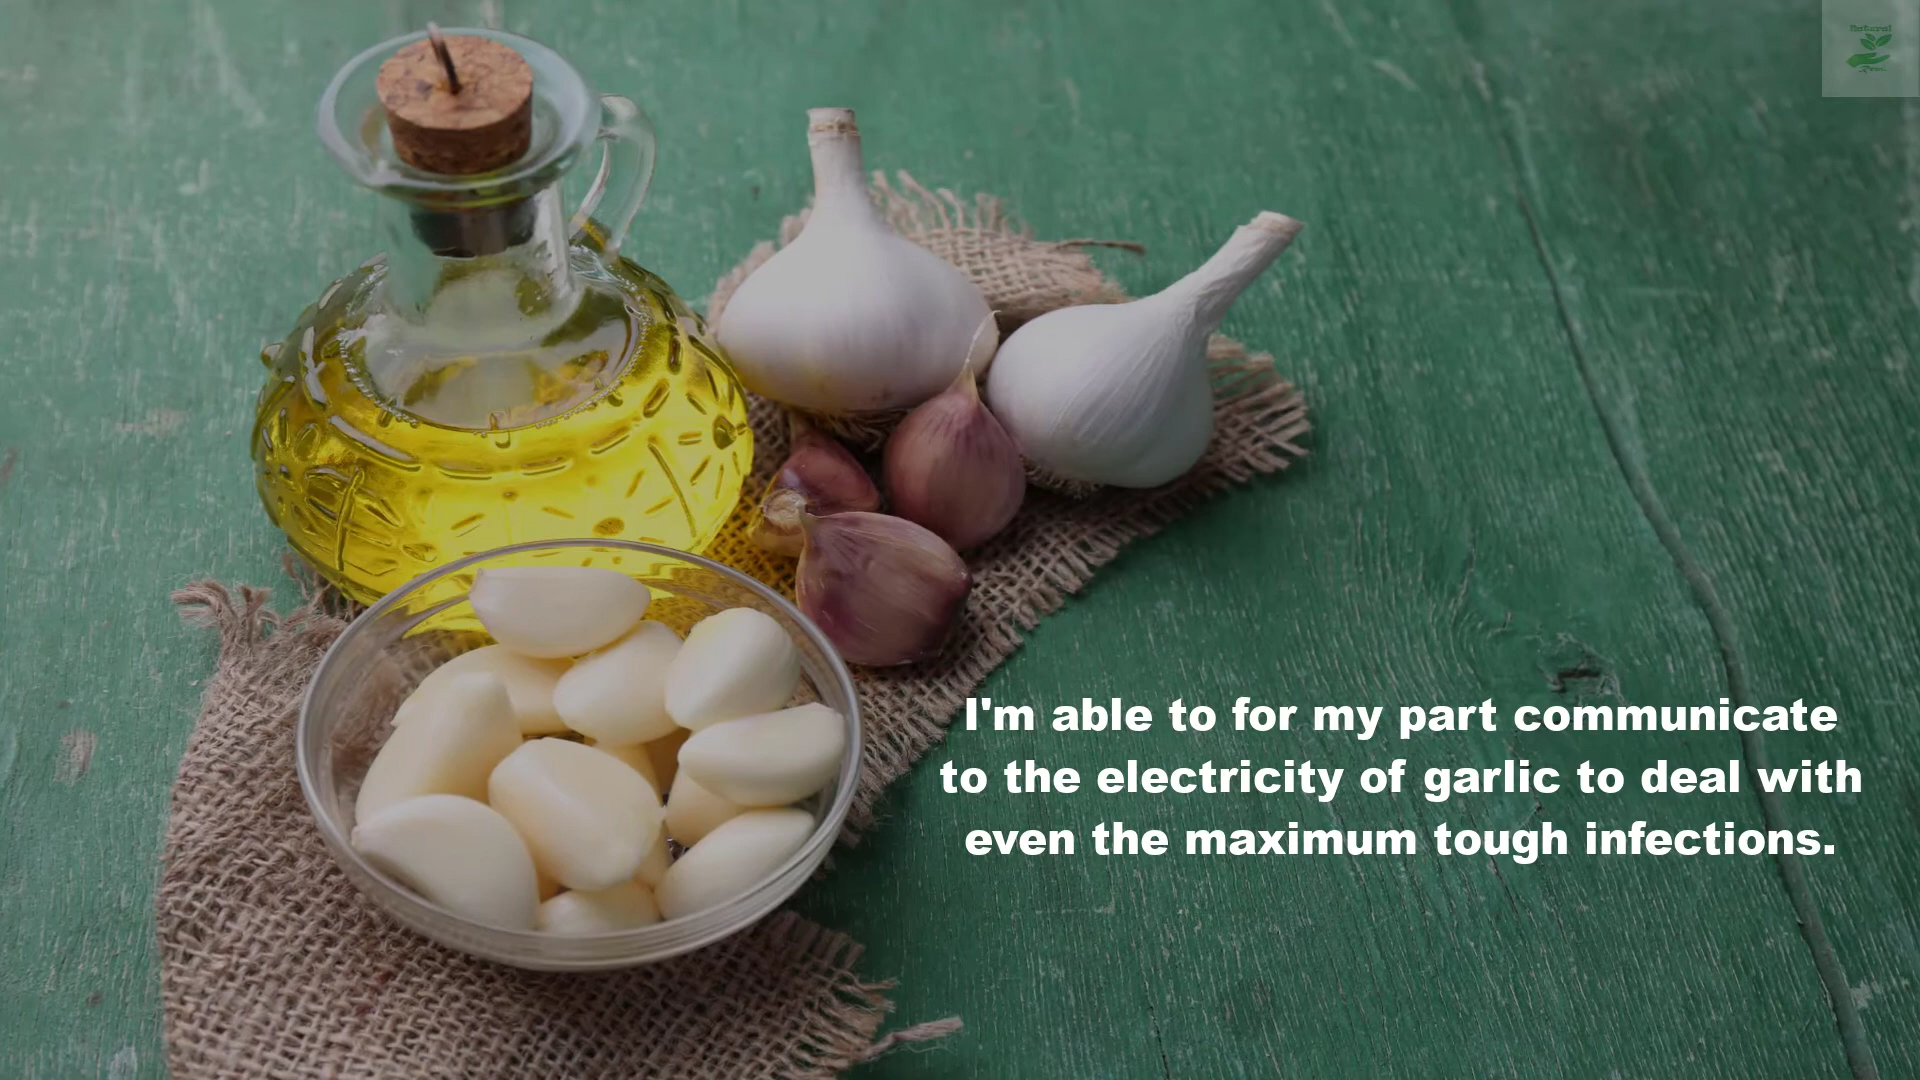 Natural
I'm able to for my part communicate
to the electricity of garlic to deal with
even the maximum tough infections.